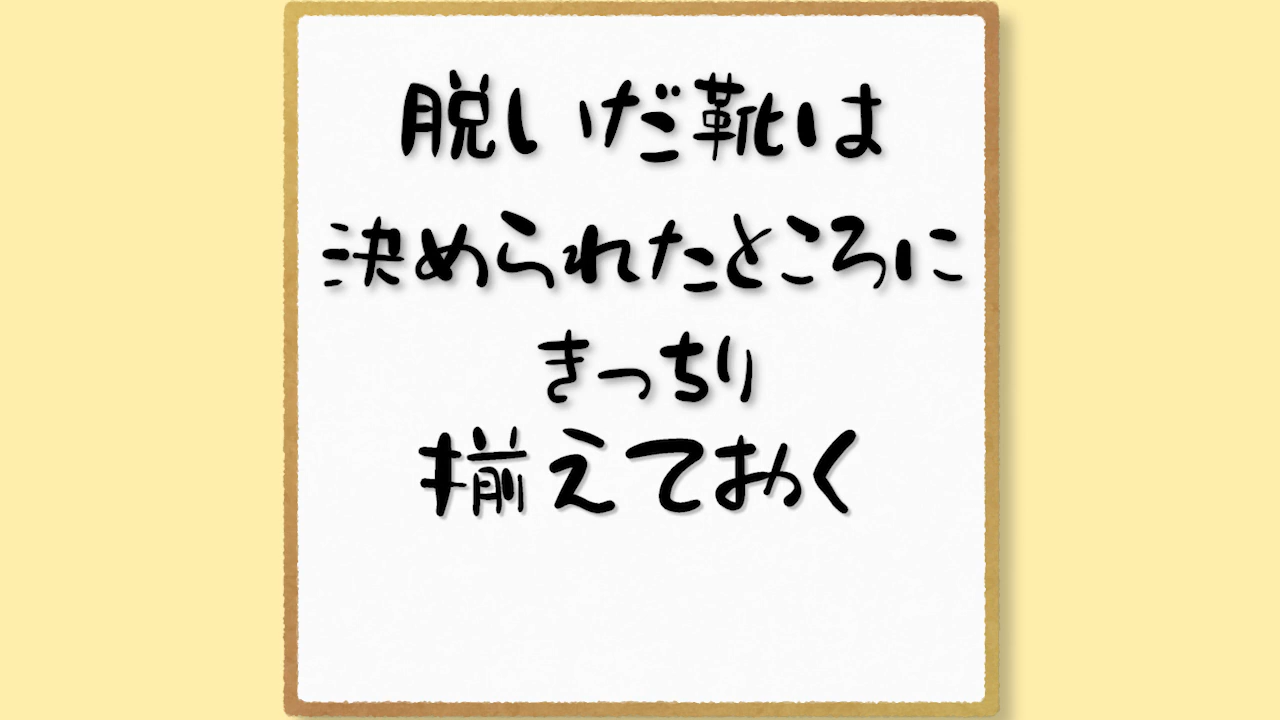 脱いだ靴は
決められたところに
きっちり
揃えておく